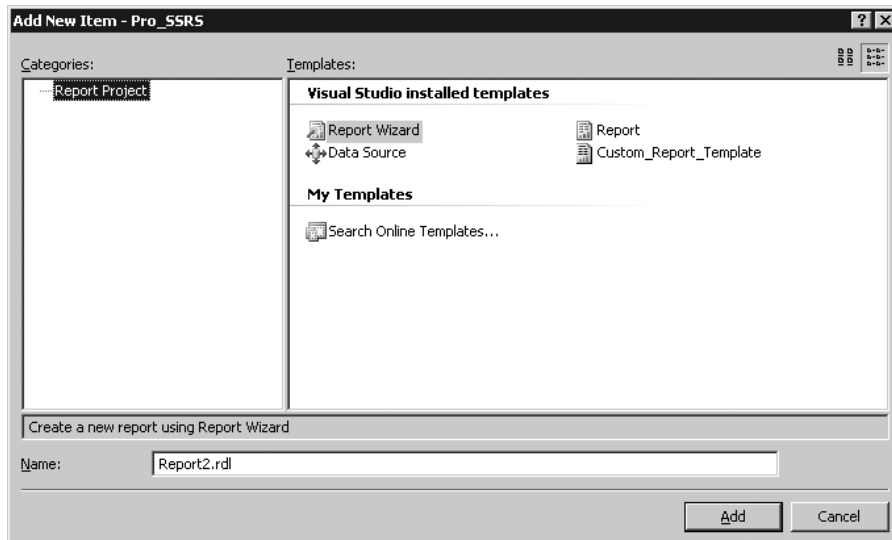 Add New Item - Pro_SSRS
Categories:
Templates:
Report Project
Visual Studio installed templates
Report Wizard
Report
Data Source
Custom_Report_Template
My Templates
Search Online Templates...
Create a new report using Report Wizard
Name:
Report2.rdl
Add
Cancel